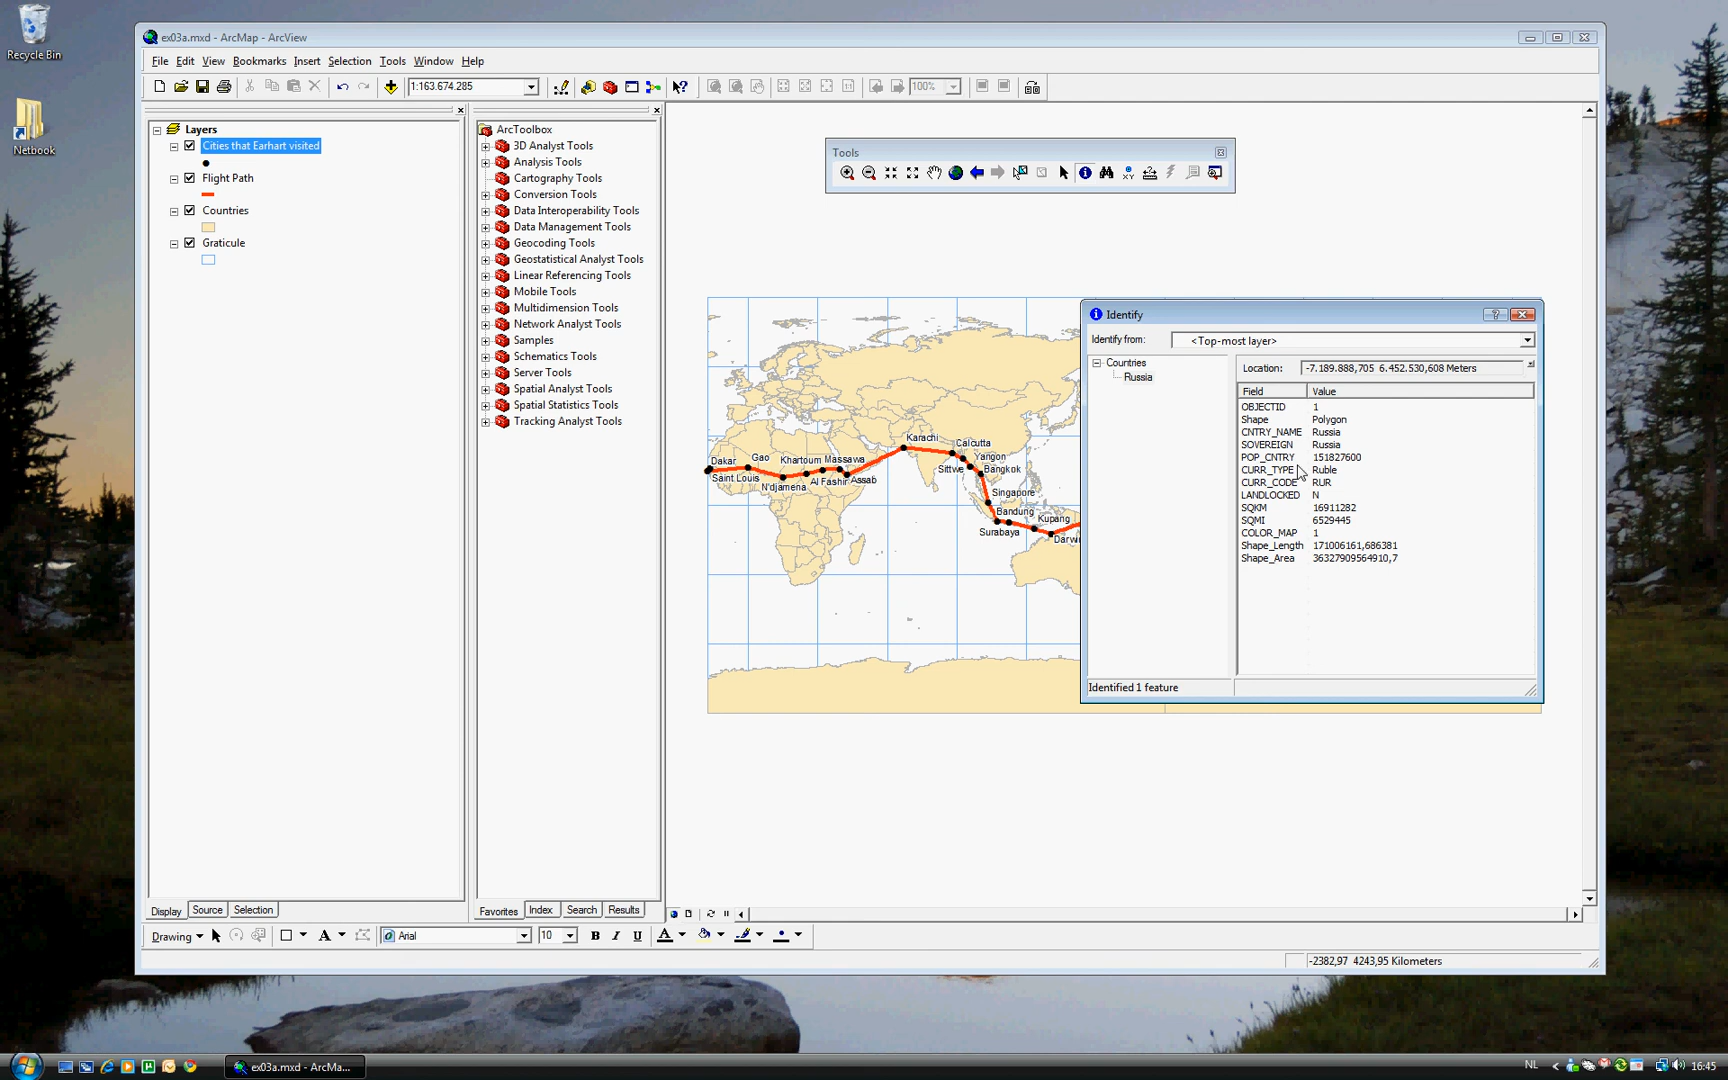 Recycle Bin
Netbook
ex03a.mxd - ArcMap - ArcView
File Edit View Bookmarks Insert Selection Tools Window Help
1:163.674.285
100%
Layers
Cities that Earhart visited
Flight Path
Countries
Graticule
Display Source Selection
ArcToolbox
3D Analyst Tools
Analysis Tools
Cartography Tools
Conversion Tools
Data Interoperability Tools
Data Management Tools
Geocoding Tools
Geostatistical Analyst Tools
Linear Referencing Tools
Mobile Tools
Multidimension Tools
Network Analyst Tools
Samples
Schematics Tools
Server Tools
Spatial Analyst Tools
Spatial Statistics Tools
Tracking Analyst Tools
Favorites Index Search Results
Tools
Dakar
Saint Louis
Gao
N'djamena
Khartoum
Al Fashir
Massawa
Assab
Karachi
Calcutta
Sittwe
Yangon
Bangkok
Singapore
Bandung
Surabaya
Kupang
Darw
Identify
Identify from: <Top-most layer>
Countries
Russia
Location: -7.189.888,705 6.452.530,608 Meters
Field Value
OBJECTID 1
Shape Polygon
CNTRY_NAME Russia
SOVEREIGN Russia
POP_CNTRY 151827600
CURR_TYPE Ruble
CURR_CODE RUR
LANDLOCKED N
SQKM 16911282
SQMI 6529445
COLOR_MAP 1
Shape_Length 171006161,686381
Shape_Area 36327909564910,7
Identified 1 feature
Drawing A Arial 10 B I U A
-2382,97 4243,95 Kilometers
ex03a.mxd - ArcMa...
NL
16:45